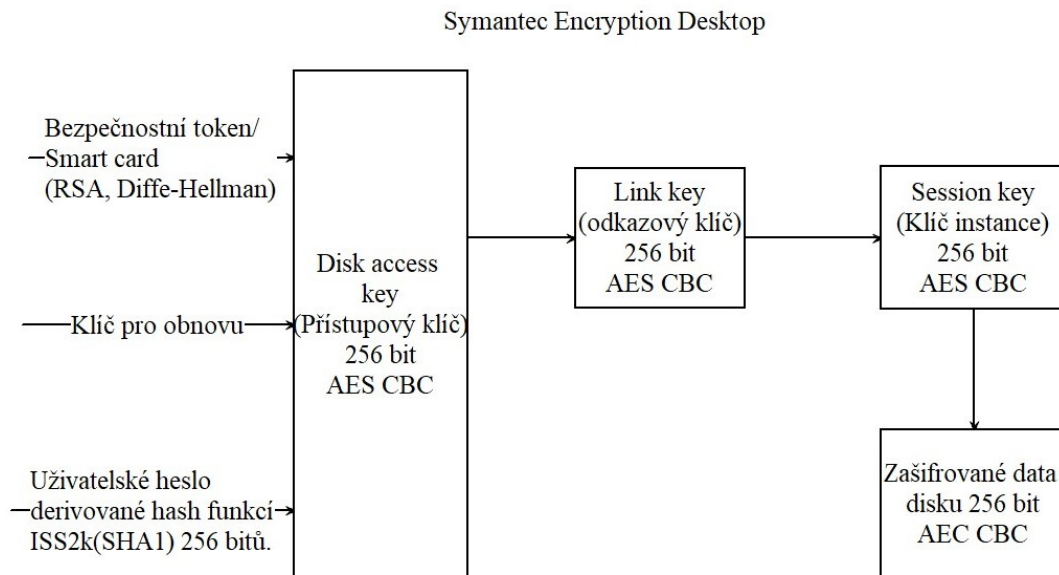 Symantec Encryption Desktop
Bezpečnostní token/
Smart card
(RSA, Diffe-Hellman)
Klíč pro obnovu
Uživatelské heslo
derivované hash funkcí
ISS2k(SHA1) 256 bitů.
Disk access
key
(Přístupový klíč)
256 bit
AES CBC
Link key
(odkazový klíč)
256 bit
AES CBC
Session key
(Klíč instance)
256 bit
AES CBC
Zašifrované data
disku 256 bit
AEC CBC